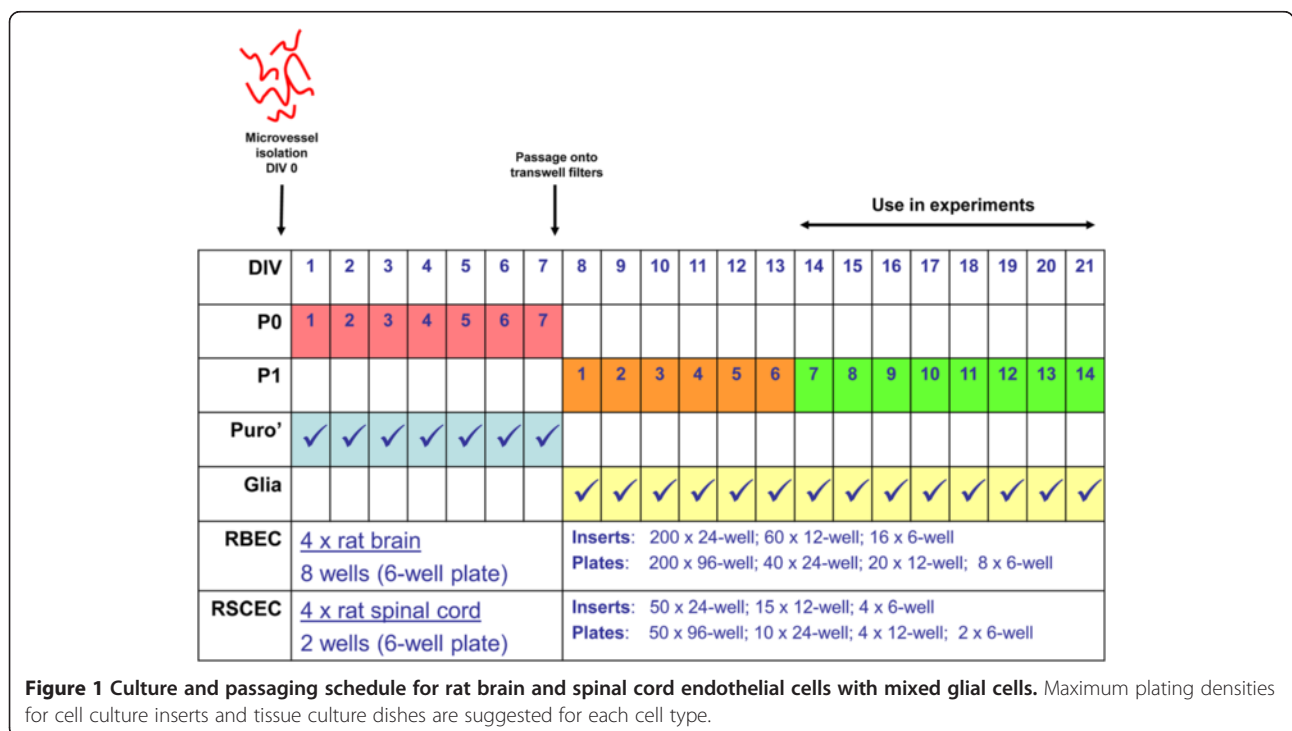 Microvessel
isolation
DIV 0
Passage onto
transwell filters
Use in experiments
DIV 1 2 3 4 5 6 7 8 9 10 11 12 13 14 15 16 17 18 19 20 21
P0 1 2 3 4 5 6 7
P1 1 2 3 4 5 6 7 8 9 10 11 12 13 14
Puro' ✓ ✓ ✓ ✓ ✓ ✓ ✓
Glia ✓ ✓ ✓ ✓ ✓ ✓ ✓ ✓ ✓ ✓ ✓ ✓ ✓ ✓
RBEC
4 x rat brain
8 wells (6-well plate)
Inserts: 200 x 24-well; 60 x 12-well; 16 x 6-well
Plates: 200 x 96-well; 40 x 24-well; 20 x 12-well; 8 x 6-well
RSCEC
4 x rat spinal cord
2 wells (6-well plate)
Inserts: 50 x 24-well; 15 x 12-well; 4 x 6-well
Plates: 50 x 96-well; 10 x 24-well; 4 x 12-well; 2 x 6-well
Figure 1 Culture and passaging schedule for rat brain and spinal cord endothelial cells with mixed glial cells. Maximum plating densities
for cell culture inserts and tissue culture dishes are suggested for each cell type.